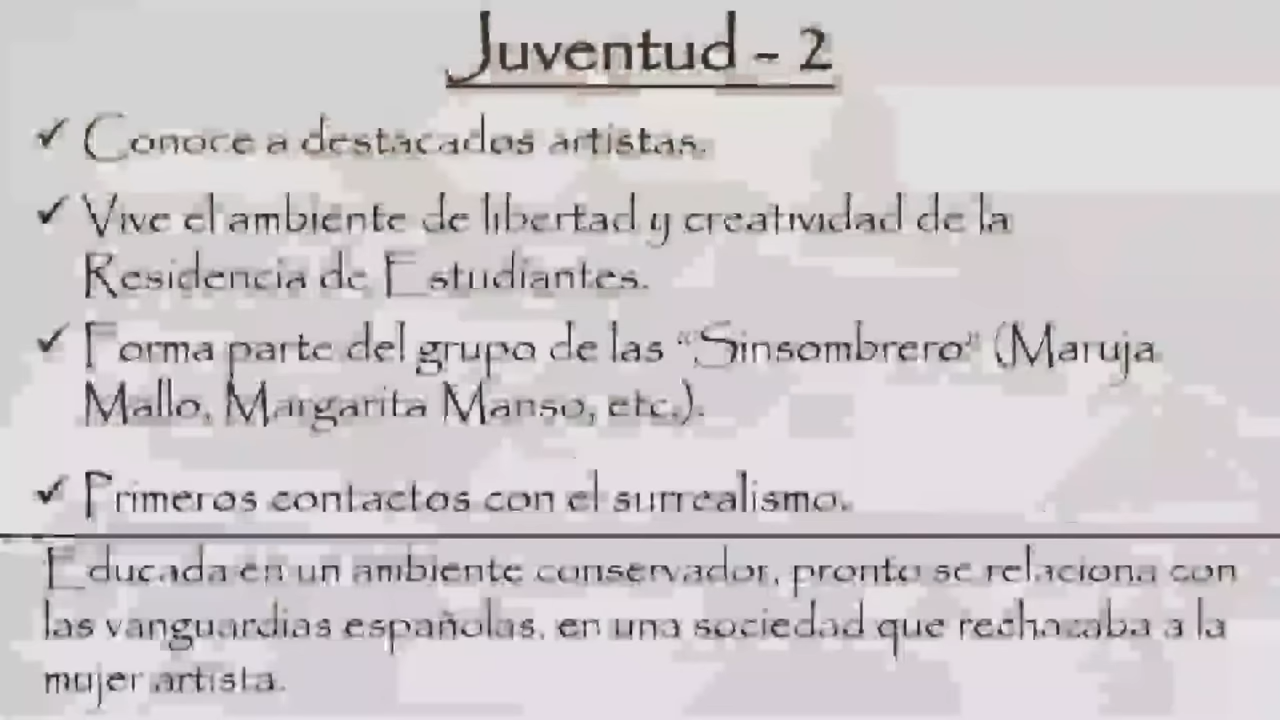 Juventud - 2
✓ Conoce a destacados artistas.
✓ Vive el ambiente de libertad y creatividad de la
Residencia de Estudiantes.
✓ Forma parte del grupo de las “Sinsombrero” (Maruja
Mallo, Margarita Manso, etc.).
✓ Primeros contactos con el surrealismo.
Educada en un ambiente conservador, pronto se relaciona con
las vanguardias españolas, en una sociedad que rechazaba a la
mujer artista.